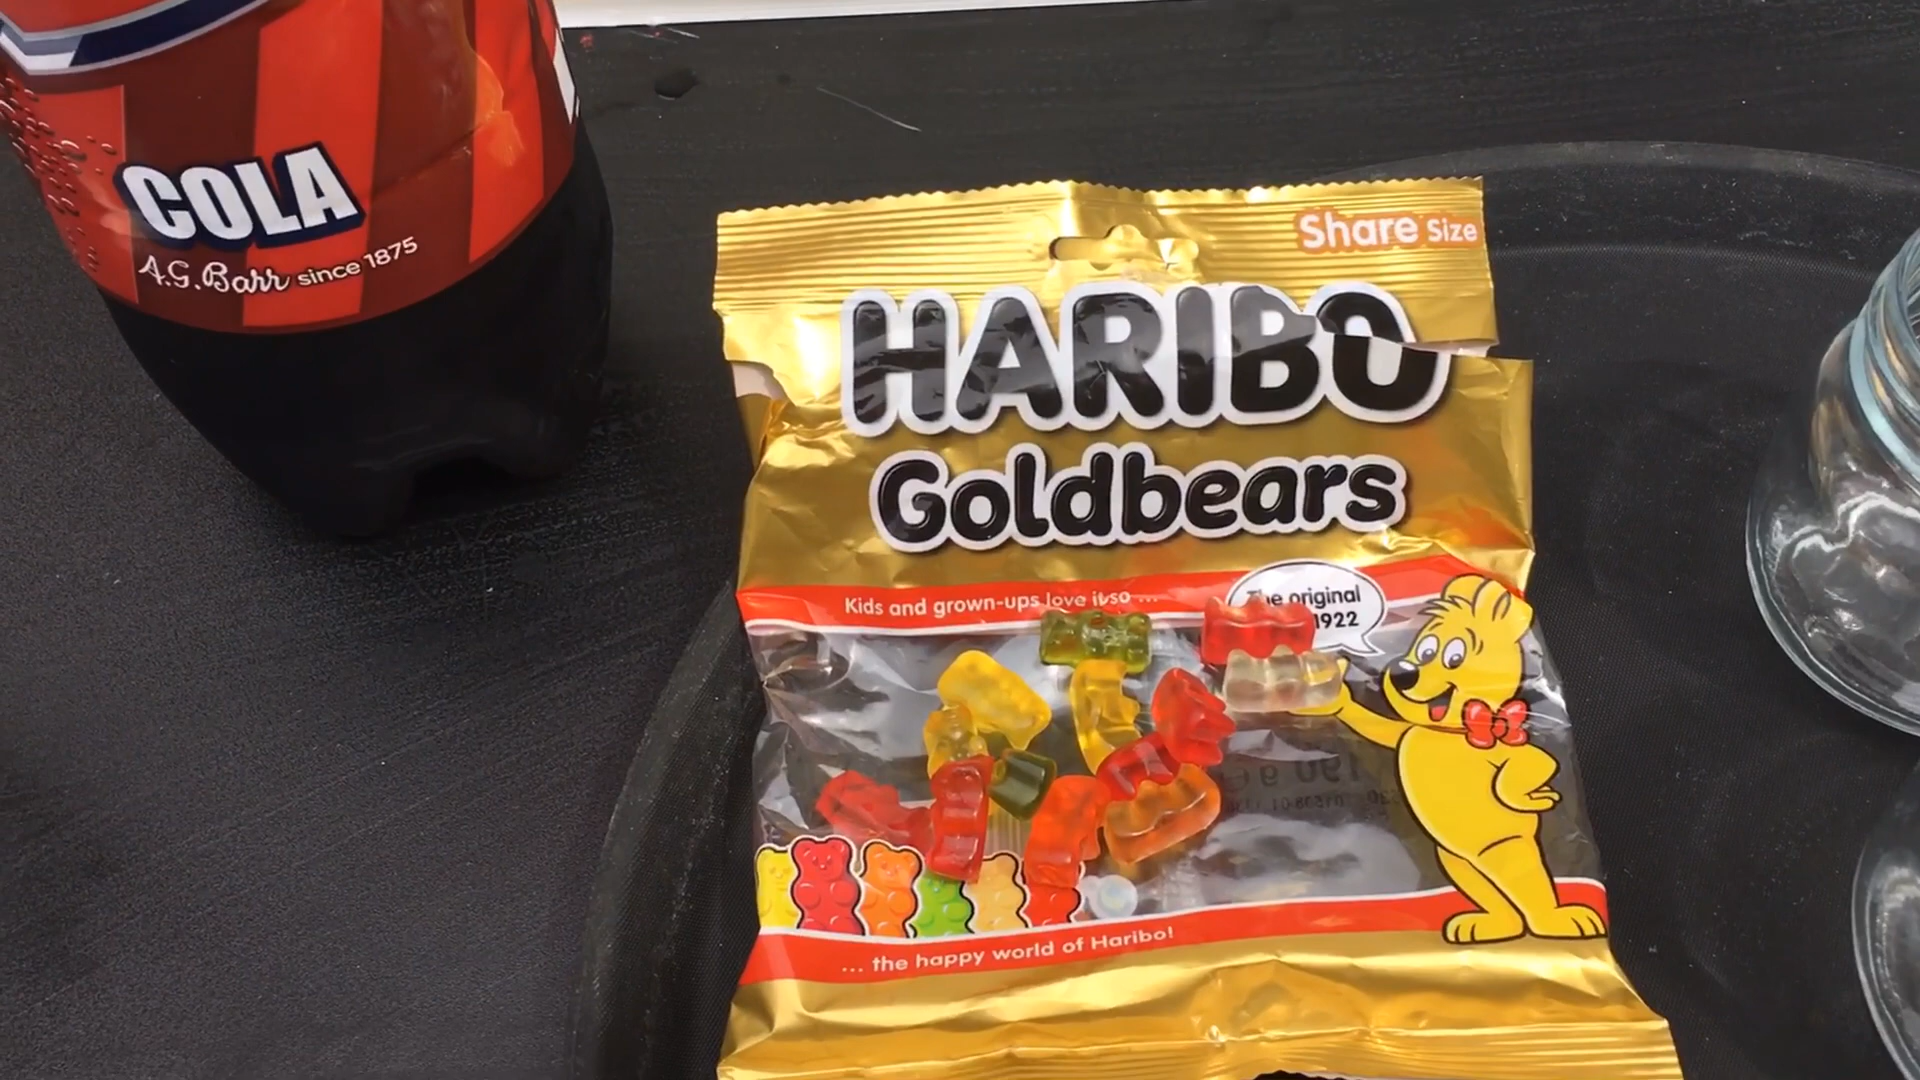 COLA
A.G.Barr since 1875
Share Size
HARIBO
Goldbears
Kids and grown-ups love it so ...
The original
1922
190 g
... the happy world of Haribo!